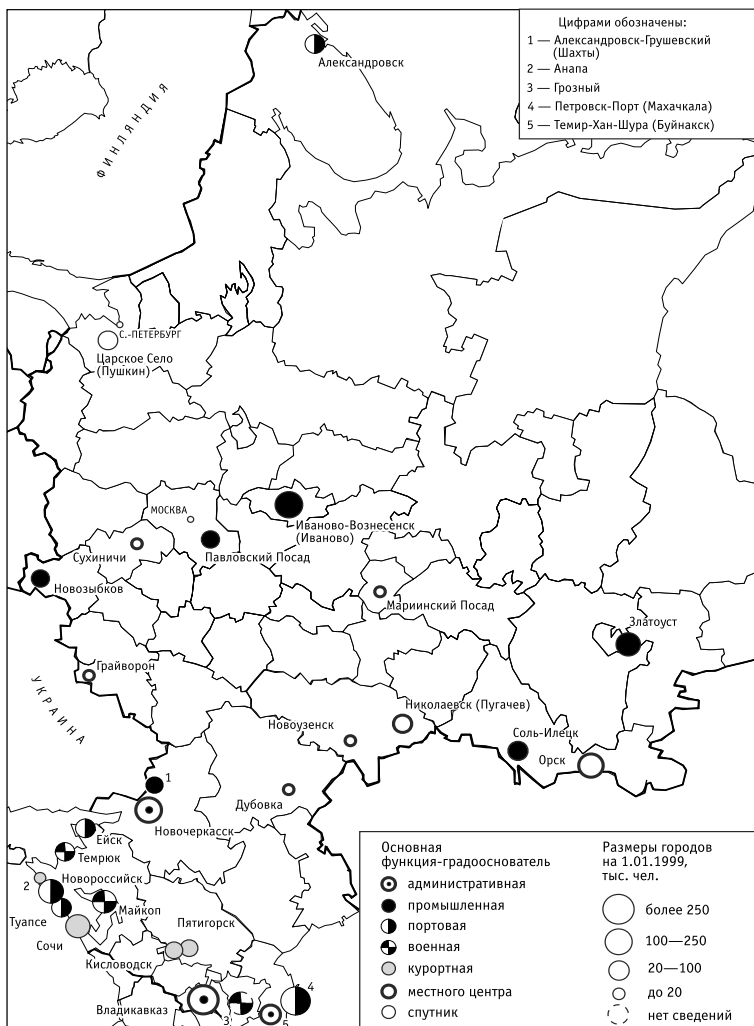 Цифрами обозначены:
1 — Александровск-Грушевский
(Шахты)
2 — Анапа
3 — Грозный
4 — Петровск-Порт (Махачкала)
5 — Темир-Хан-Шура (Буйнакск)
Александровск
ФИНЛЯНДИЯ
С.-ПЕТЕРБУРГ
Царское Село
(Пушкин)
МОСКВА
Иваново-Вознесенск
(Иваново)
Сухиничи
Павловский Посад
Новозыбков
Мариинский Посад
Златоуст
Грайворон
УКРАИНА
Николаевск (Пугачев)
Новоузенск
Соль-Илецк
Орск
1
Дубовка
Новочеркасск
Ейск
Темрюк
2
Новороссийск
Майкоп
Туапсе
Пятигорск
Сочи
Кисловодск
4
Владикавказ
3
5
Основная
функция-градооснователь
административная
промышленная
портовая
военная
курортная
местного центра
спутник
Размеры городов
на 1.01.1999,
тыс. чел.
более 250
100—250
20—100
до 20
нет сведений